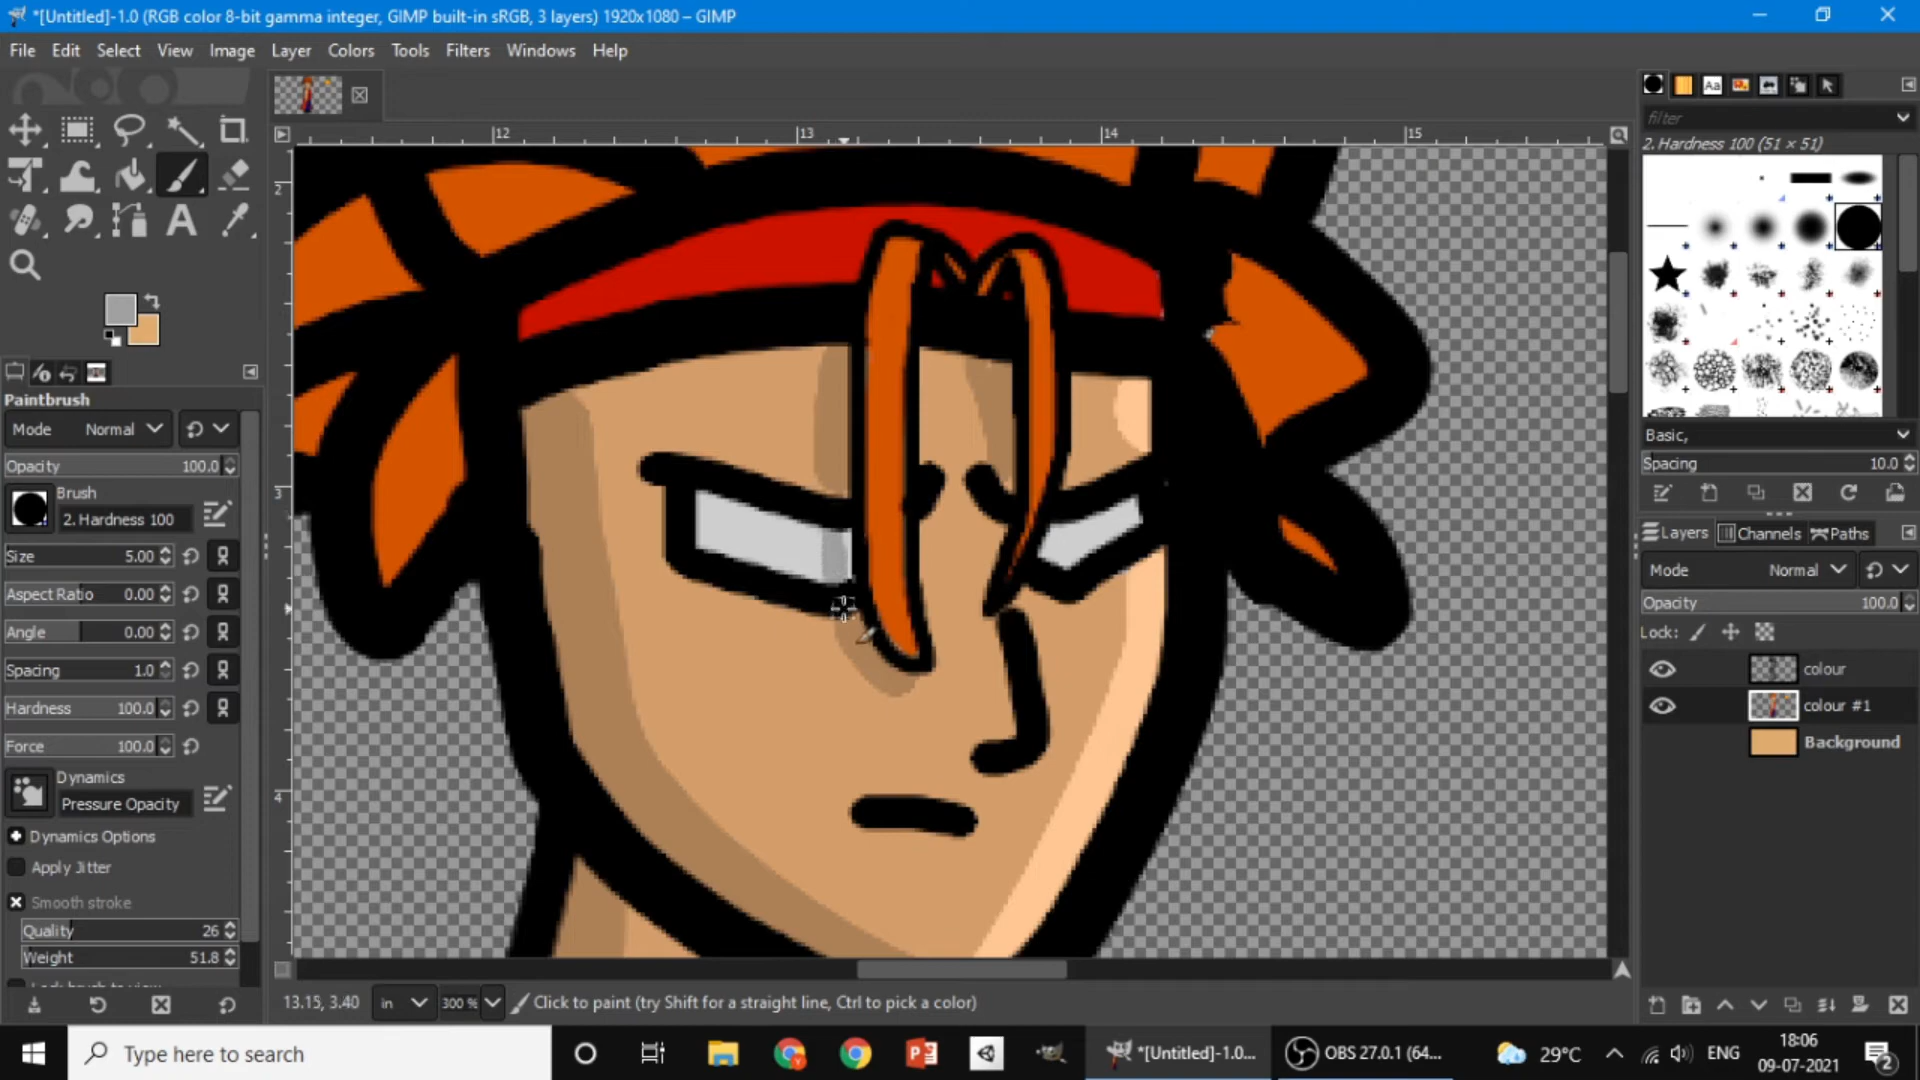 *[Untitled]-1.0 (RGB color 8-bit gamma integer, GIMP built-in sRGB, 3 layers) 1920x1080 – GIMP
File Edit Select View Image Layer Colors Tools Filters Windows Help
12 13 14 15
2
3
4
Paintbrush
Mode Normal
Opacity 100.0
Brush
2. Hardness 100
Size 5.00
Aspect Ratio 0.00
Angle 0.00
Spacing 1.0
Hardness 100.0
Force 100.0
Dynamics
Pressure Opacity
Dynamics Options
Apply Jitter
Smooth stroke
Quality 26
Weight 51.8
13.15, 3.40 in 300 % Click to paint (try Shift for a straight line, Ctrl to pick a color)
Aa
filter
2. Hardness 100 (51 × 51)
Basic,
Spacing 10.0
Layers Channels Paths
Mode Normal
Opacity 100.0
Lock:
colour
colour #1
Background
Type here to search
*[Untitled]-1.0...
OBS 27.0.1 (64...
29°C
ENG
18:06
09-07-2021
2